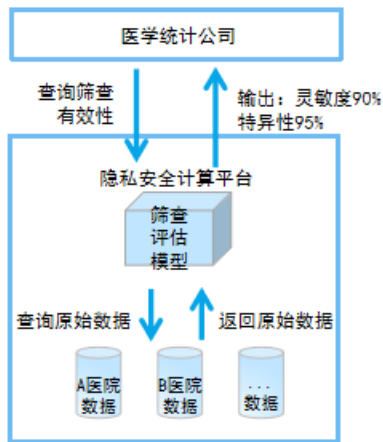 医学统计公司
查询筛查
有效性
输出：灵敏度90%
特异性95%
隐私安全计算平台
筛查
评估
模型
查询原始数据
返回原始数据
A医院
数据
B医院
数据
...
数据